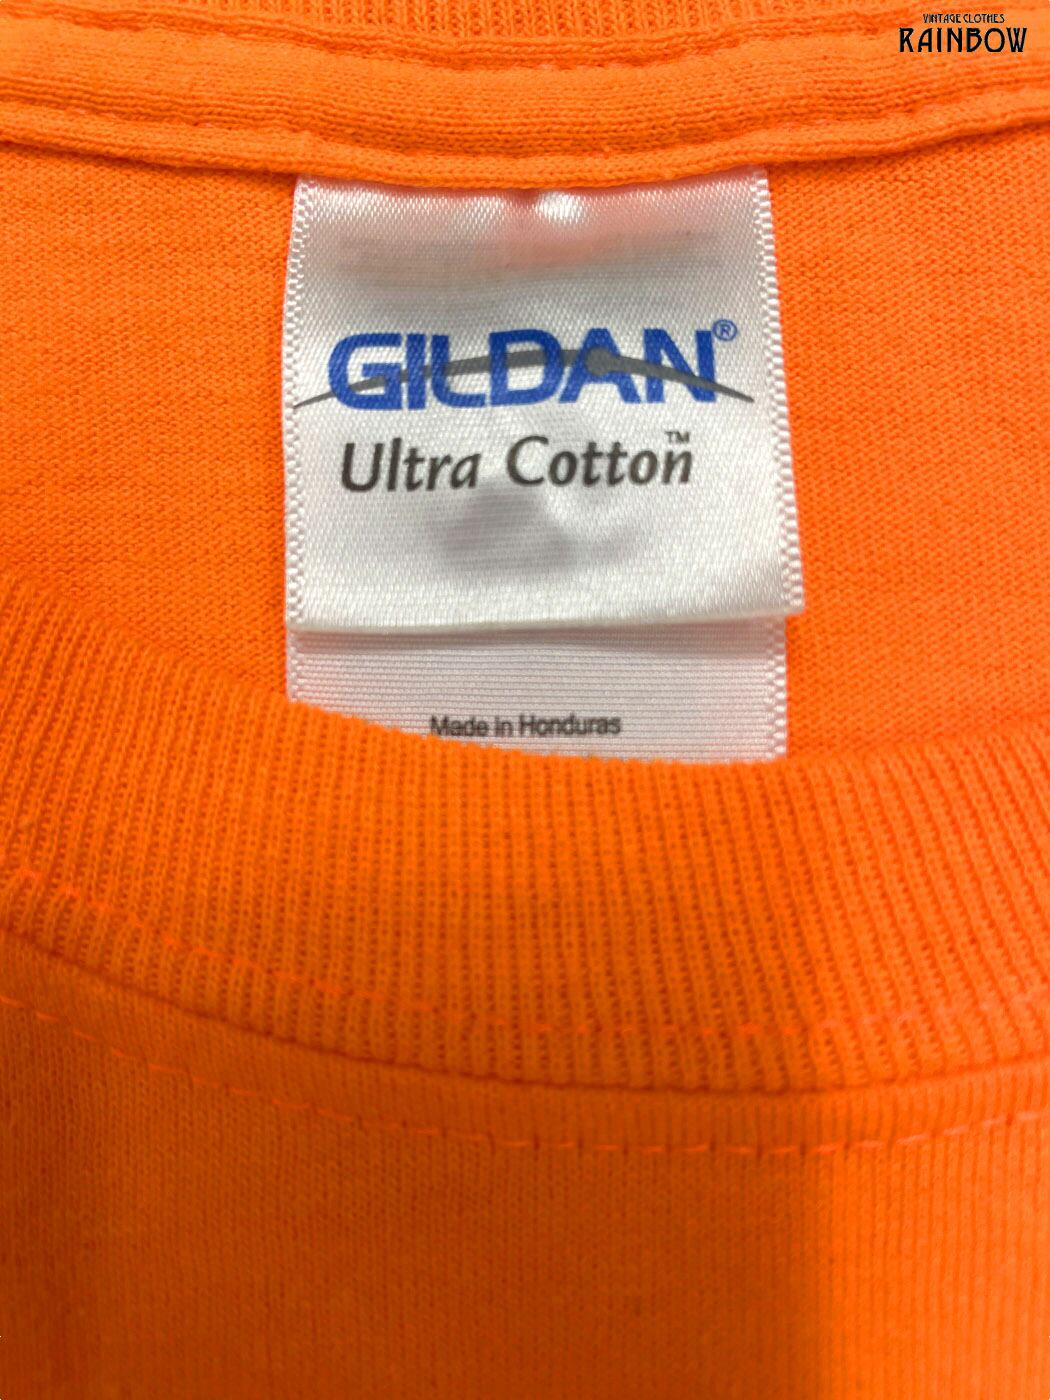 VINTAGE CLOTHES
RAINBOW
GILDAN®
Ultra Cotton™
Made in Honduras